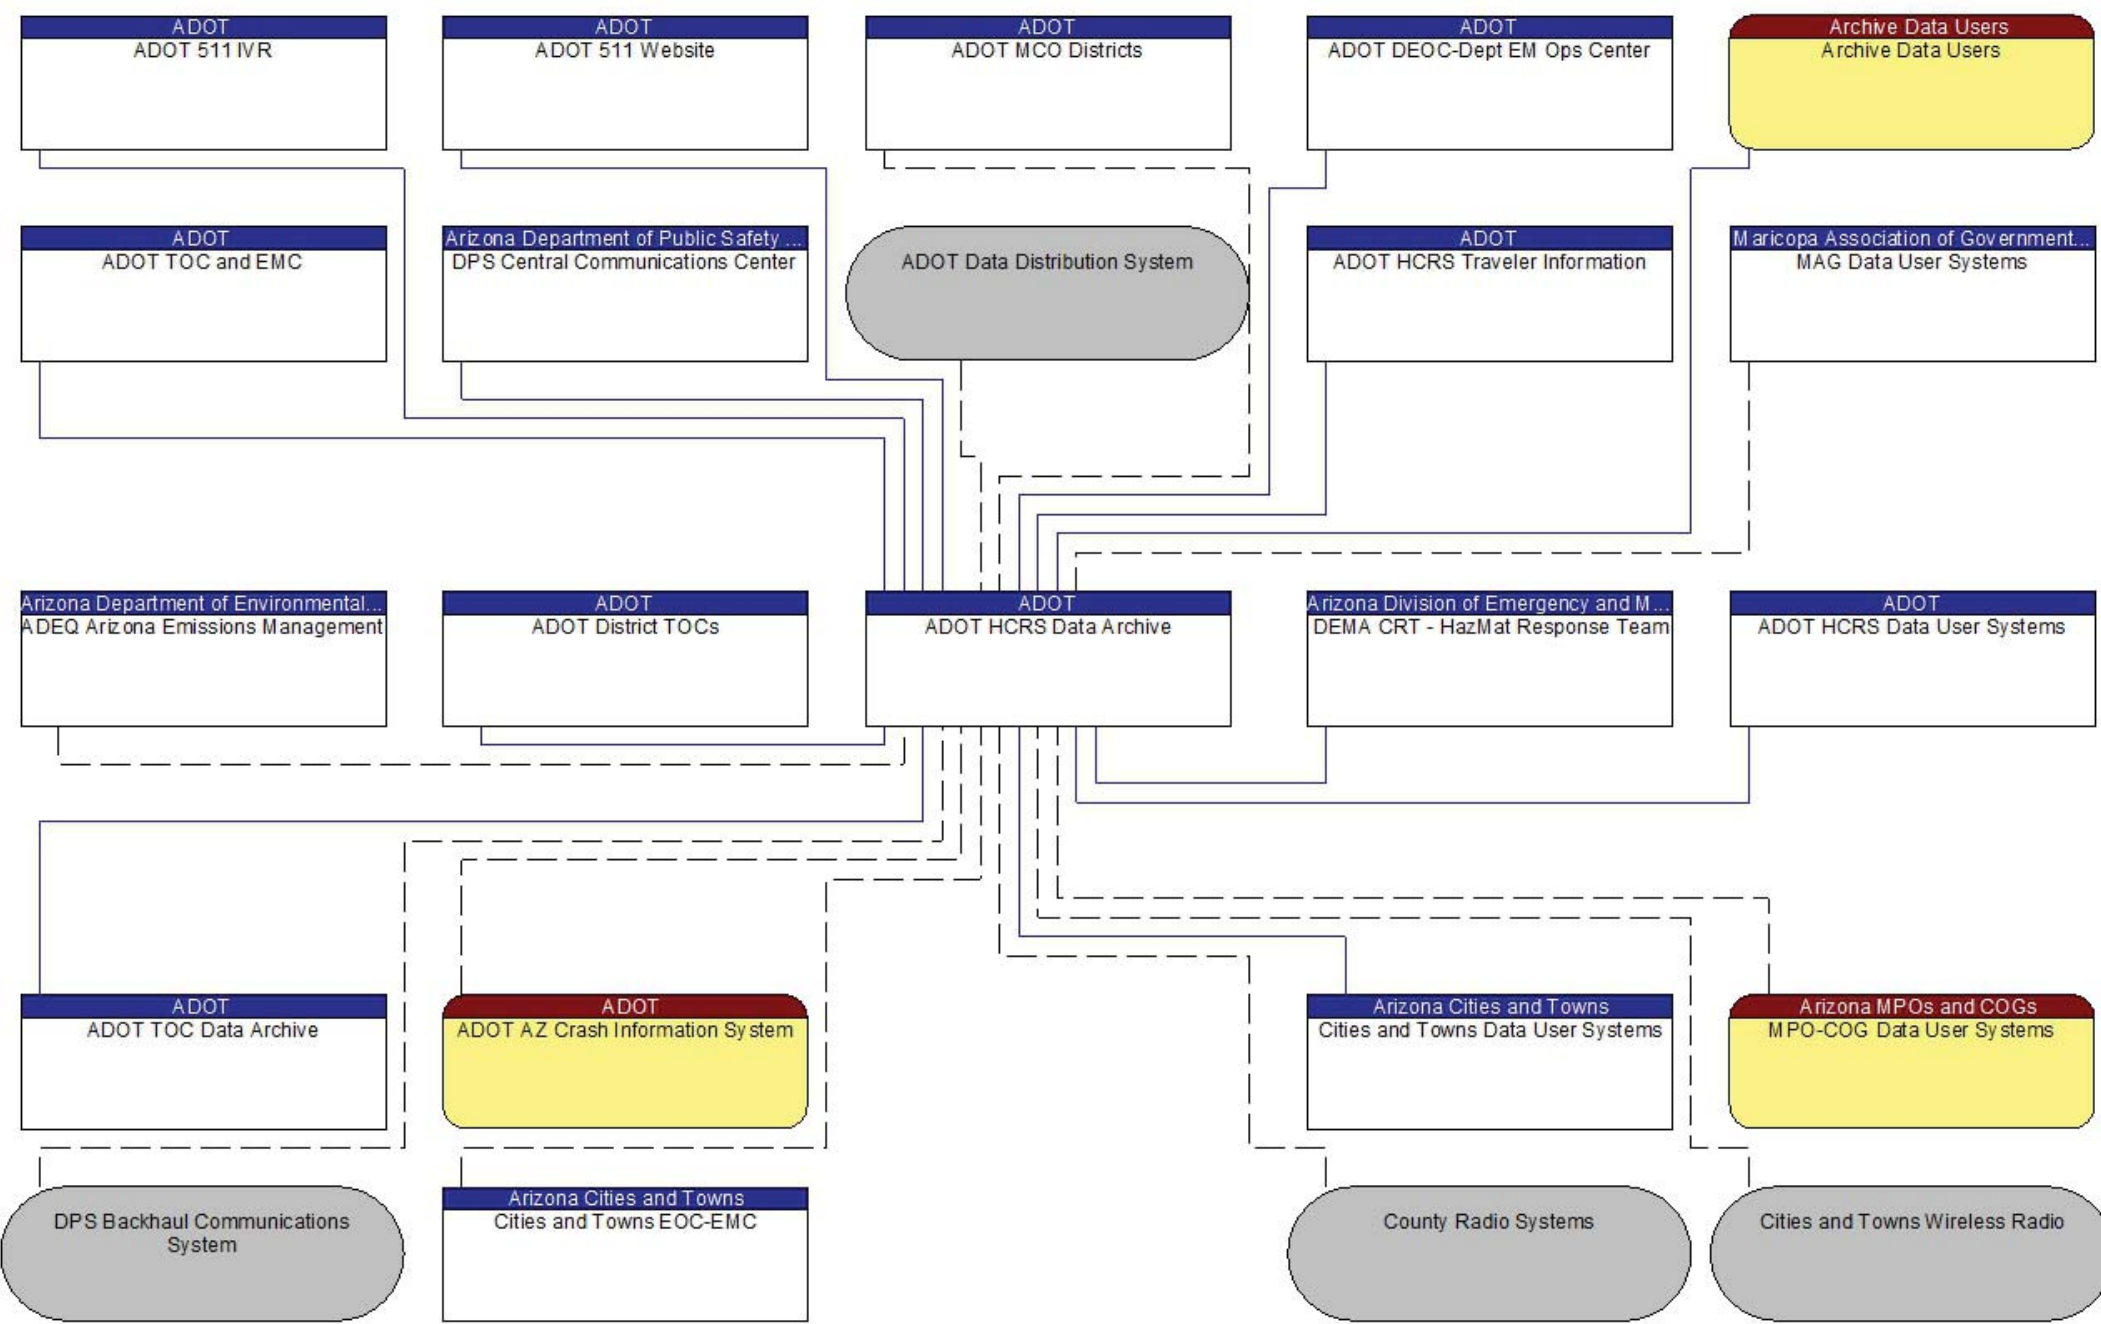 ADOT
ADOT 511 IVR
ADOT
ADOT 511 Website
ADOT
ADOT MCO Districts
ADOT
ADOT DEOC-Dept EM Ops Center
Archive Data Users
Archive Data Users
ADOT
ADOT TOC and EMC
Arizona Department of Public Safety ...
DPS Central Communications Center
ADOT Data Distribution System
ADOT
ADOT HCRS Traveler Information
Maricopa Association of Government...
MAG Data User Systems
Arizona Department of Environmental...
ADEQ Arizona Emissions Management
ADOT
ADOT District TOCs
ADOT
ADOT HCRS Data Archive
Arizona Division of Emergency and M...
DEMA CRT - HazMat Response Team
ADOT
ADOT HCRS Data User Systems
ADOT
ADOT TOC Data Archive
ADOT
ADOT AZ Crash Information System
Arizona Cities and Towns
Cities and Towns Data User Systems
Arizona MPOs and COGs
MPO-COG Data User Systems
DPS Backhaul Communications
System
Arizona Cities and Towns
Cities and Towns EOC-EMC
County Radio Systems
Cities and Towns Wireless Radio